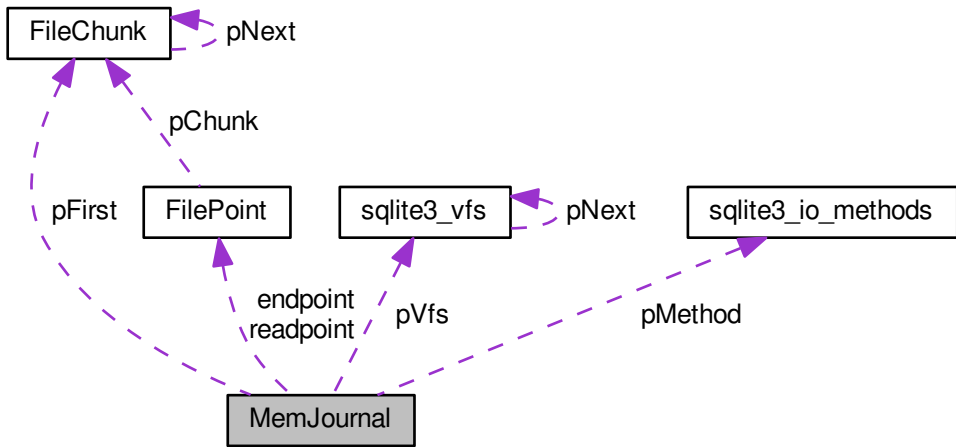 FileChunk
pNext
pChunk
pFirst
FilePoint
sqlite3_vfs
pNext
sqlite3_io_methods
endpoint
readpoint
pVfs
pMethod
MemJournal